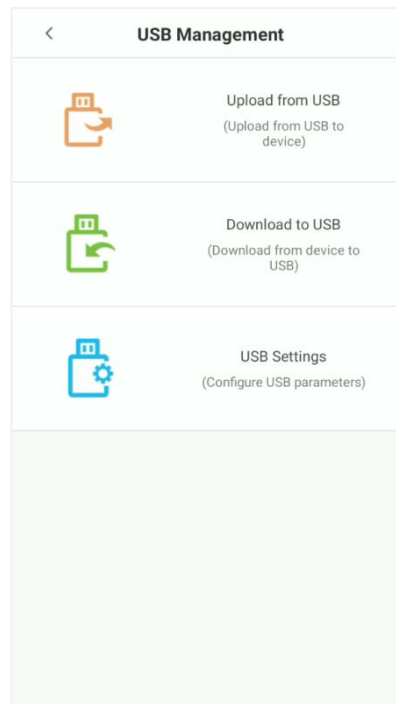 USB Management
Upload from USB
(Upload from USB to
device)
Download to USB
(Download from device to
USB)
USB Settings
(Configure USB parameters)